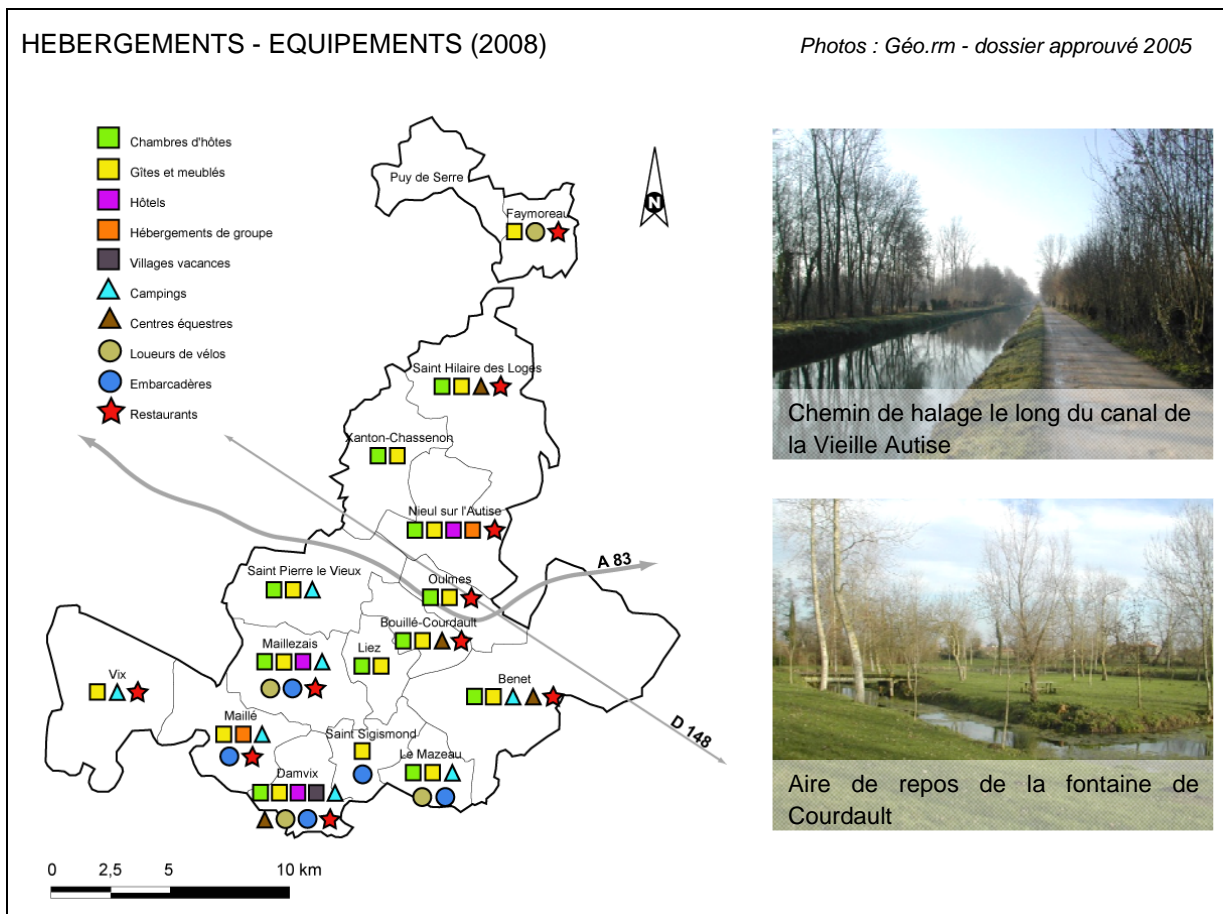 HEBERGEMENTS - EQUIPEMENTS (2008)
Photos : Géo.rm - dossier approuvé 2005
Chambres d'hôtes
Gîtes et meublés
Hôtels
Hébergements de groupe
Villages vacances
Campings
Centres équestres
Loueurs de vélos
Embarcadères
Restaurants
Puy de Serre
Faymoreau
N
Saint Hilaire des Loges
Xanton-Chassenon
Nieul sur l'Autise
A 83
Saint Pierre le Vieux
Oulmes
Bouillé-Courdault
Maillezais
Liez
Vix
Benet
D 148
Maillé
Saint Sigismond
Le Mazeau
Damvix
0 2,5 5 10 km
Chemin de halage le long du canal de
la Vieille Autise
Aire de repos de la fontaine de
Courdault